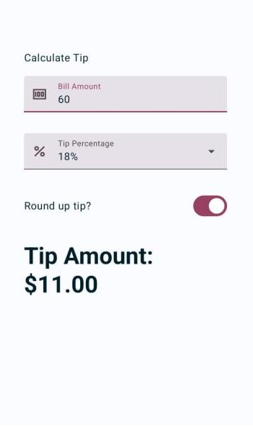 Calculate Tip
Bill Amount
60
Tip Percentage
18%
Round up tip?
Tip Amount:
$11.00